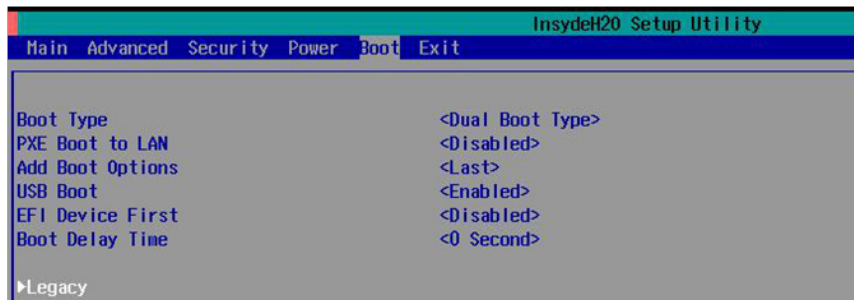 InsydeH20 Setup Utility
Main Advanced Security Power Boot Exit
Boot Type <Dual Boot Type>
PXE Boot to LAN <Disabled>
Add Boot Options <Last>
USB Boot <Enabled>
EFI Device First <Disabled>
Boot Delay Time <0 Second>
▶Legacy